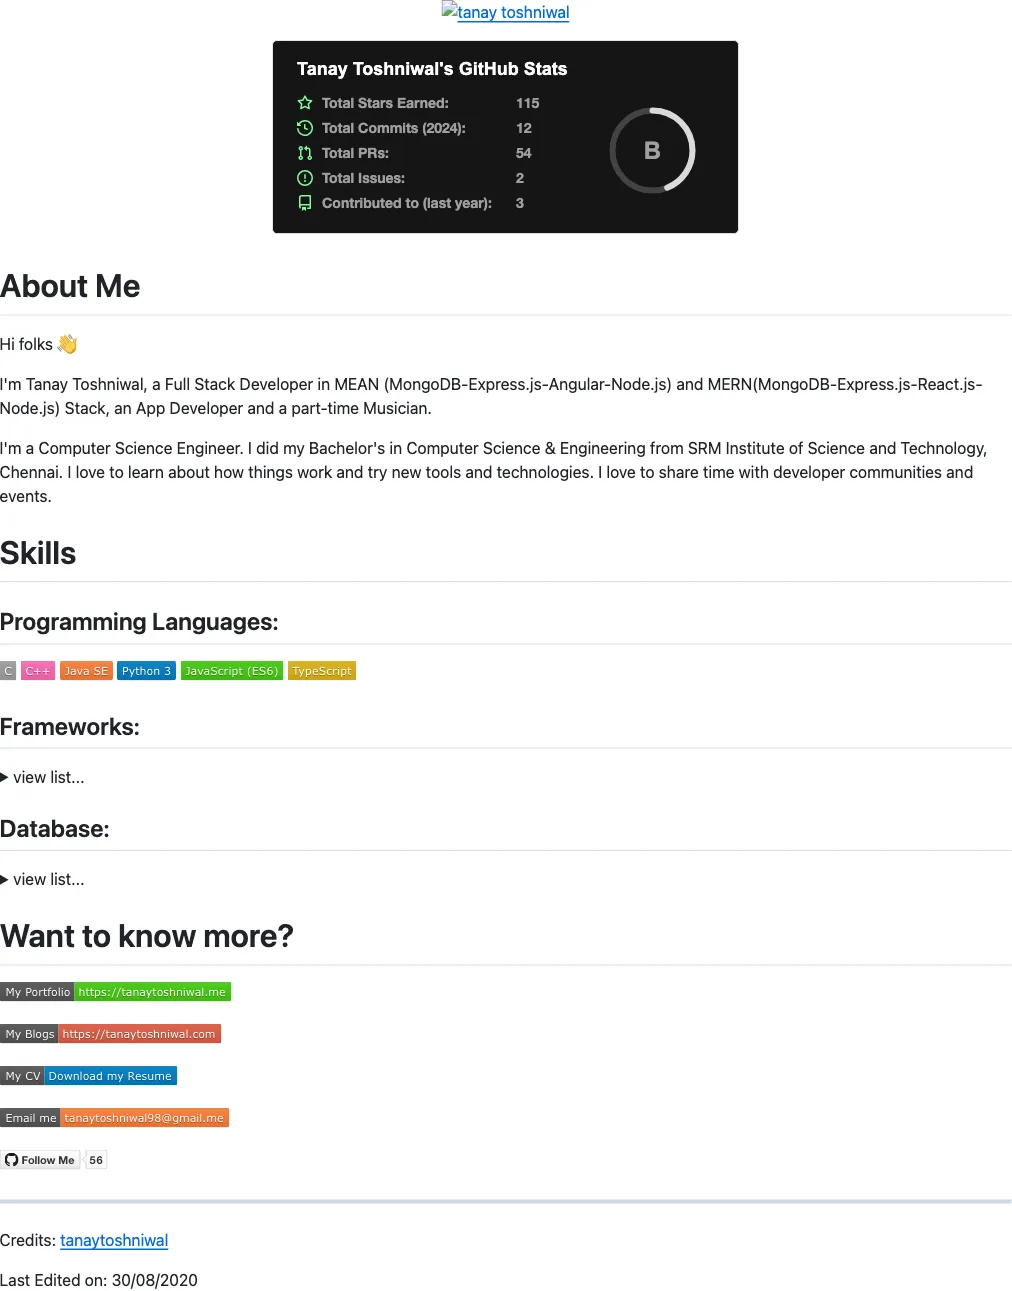 tanay toshniwal
Tanay Toshniwal's GitHub Stats
Total Stars Earned: 115
Total Commits (2024): 12
Total PRs: 54
Total Issues: 2
Contributed to (last year): 3
B
About Me
Hi folks 👋
I'm Tanay Toshniwal, a Full Stack Developer in MEAN (MongoDB-Express.js-Angular-Node.js) and MERN(MongoDB-Express.js-React.js-
Node.js) Stack, an App Developer and a part-time Musician.
I'm a Computer Science Engineer. I did my Bachelor's in Computer Science & Engineering from SRM Institute of Science and Technology,
Chennai. I love to learn about how things work and try new tools and technologies. I love to share time with developer communities and
events.
Skills
Programming Languages:
C C++ Java SE Python 3 JavaScript (ES6) TypeScript
Frameworks:
view list...
Database:
view list...
Want to know more?
My Portfolio https://tanaytoshniwal.me
My Blogs https://tanaytoshniwal.com
My CV Download my Resume
Email me tanaytoshniwal98@gmail.me
Follow Me 56
Credits: tanaytoshniwal
Last Edited on: 30/08/2020